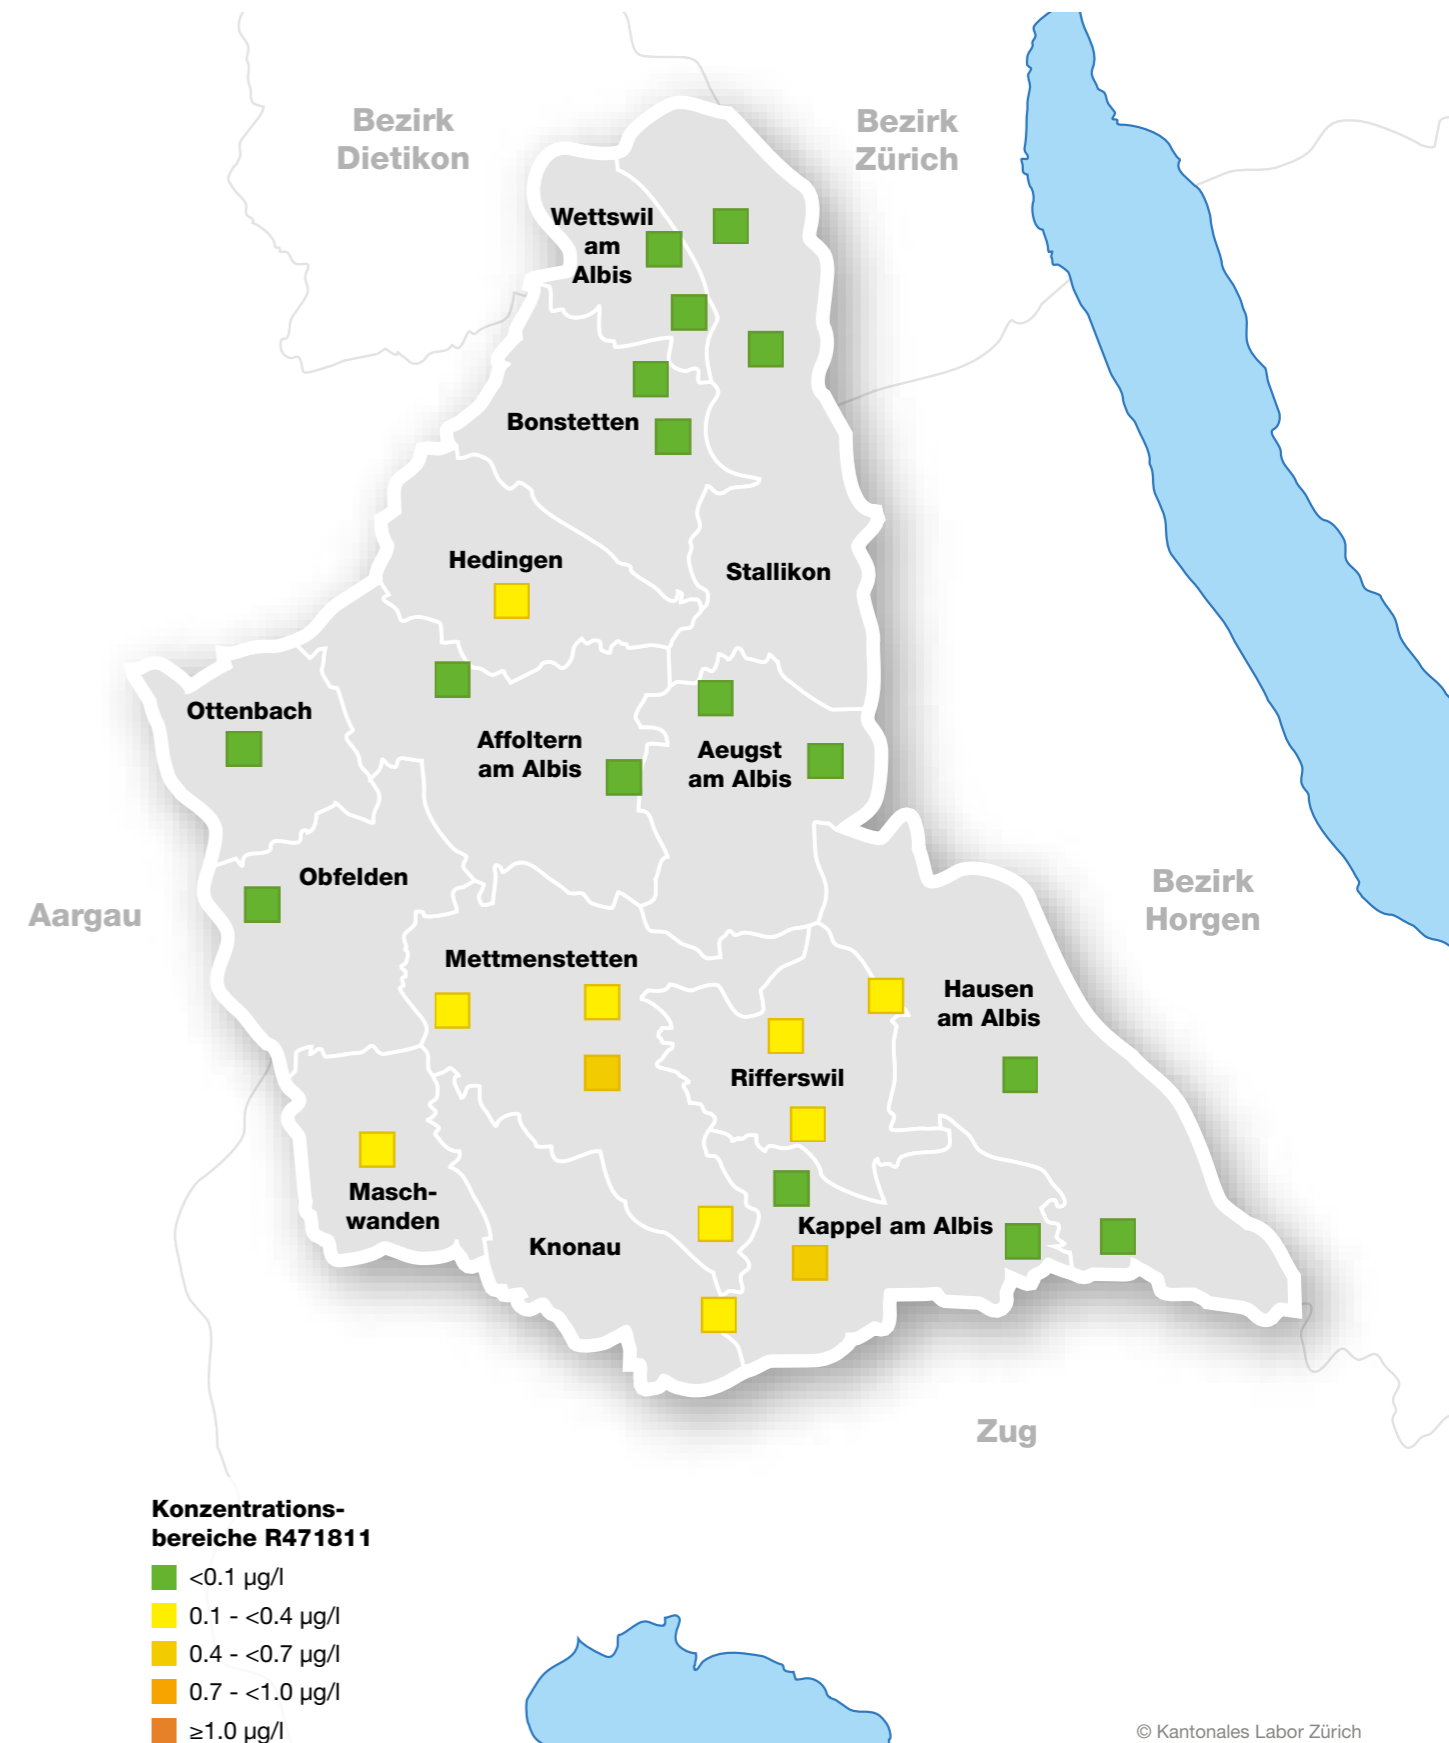 Bezirk
Dietikon
Bezirk
Zürich
Wettswil
am
Albis
Bonstetten
Hedingen
Stallikon
Ottenbach
Affoltern
am Albis
Aeugst
am Albis
Obfelden
Aargau
Bezirk
Horgen
Mettmenstetten
Hausen
am Albis
Rifferswil
Masch-
wanden
Knonau
Kappel am Albis
Zug
Konzentrations-
bereiche R471811
<0.1 µg/l
0.1 - <0.4 µg/l
0.4 - <0.7 µg/l
0.7 - <1.0 µg/l
≥1.0 µg/l
© Kantonales Labor Zürich